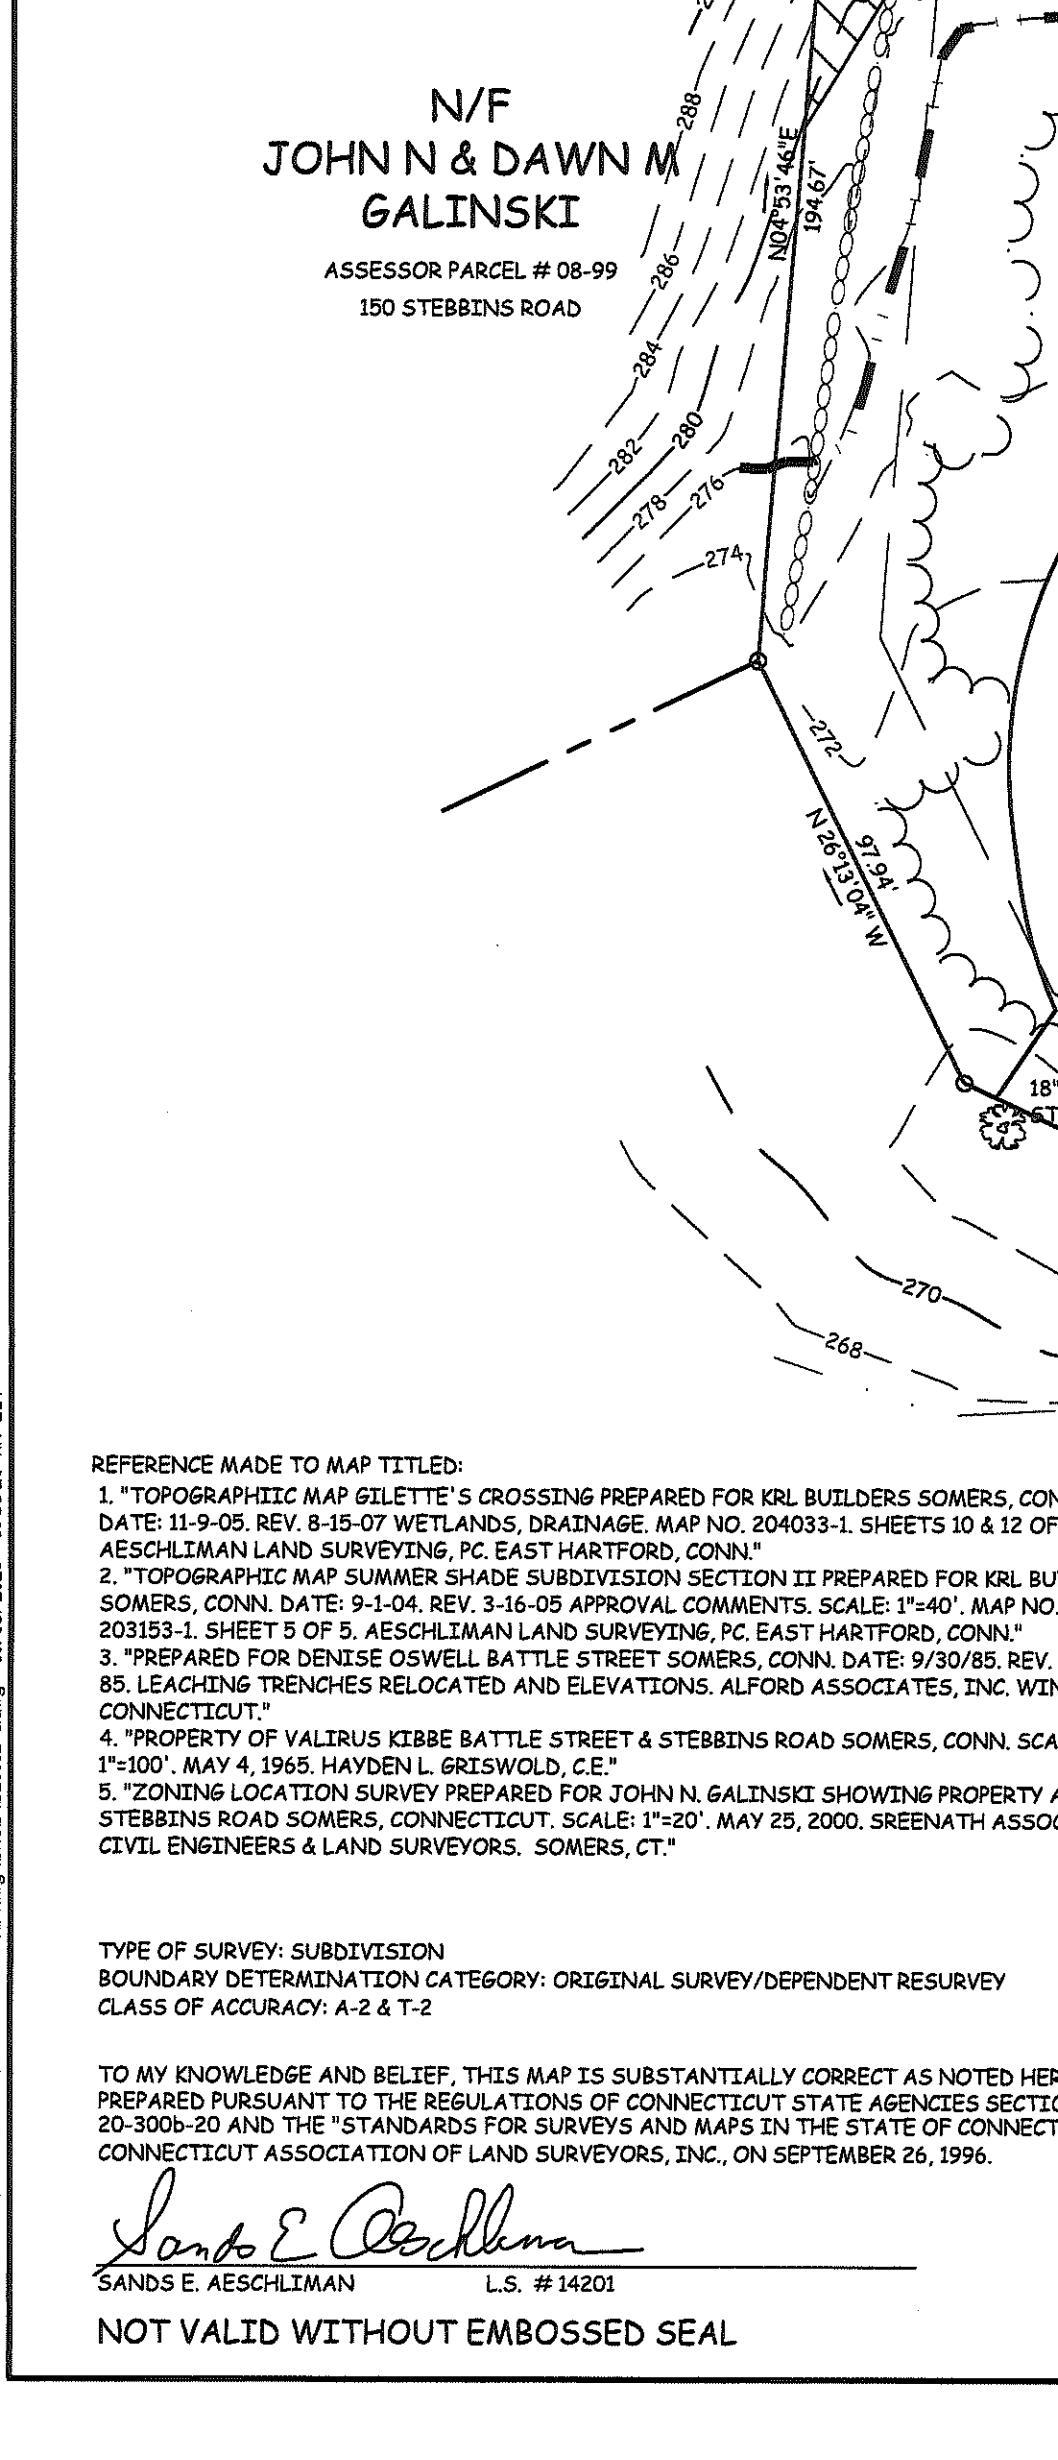 N/F
JOHN N & DAWN M
GALINSKI
ASSESSOR PARCEL # 08-99
150 STEBBINS ROAD
288
286
284
282
280
278
276
274
N04°53'46"E
194.67'
272
97.94'
N 26°13'04" W
18"
270
268
REFERENCE MADE TO MAP TITLED:
1. "TOPOGRAPHIIC MAP GILETTE'S CROSSING PREPARED FOR KRL BUILDERS SOMERS, CON
DATE: 11-9-05. REV. 8-15-07 WETLANDS, DRAINAGE. MAP NO. 204033-1. SHEETS 10 & 12 OF
AESCHLIMAN LAND SURVEYING, PC. EAST HARTFORD, CONN."
2. "TOPOGRAPHIC MAP SUMMER SHADE SUBDIVISION SECTION II PREPARED FOR KRL BU
SOMERS, CONN. DATE: 9-1-04. REV. 3-16-05 APPROVAL COMMENTS. SCALE: 1"=40'. MAP NO.
203153-1. SHEET 5 OF 5. AESCHLIMAN LAND SURVEYING, PC. EAST HARTFORD, CONN."
3. "PREPARED FOR DENISE OSWELL BATTLE STREET SOMERS, CONN. DATE: 9/30/85. REV.
85. LEACHING TRENCHES RELOCATED AND ELEVATIONS. ALFORD ASSOCIATES, INC. WIN
CONNECTICUT."
4. "PROPERTY OF VALIRUS KIBBE BATTLE STREET & STEBBINS ROAD SOMERS, CONN. SCA
1"=100'. MAY 4, 1965. HAYDEN L. GRISWOLD, C.E."
5. "ZONING LOCATION SURVEY PREPARED FOR JOHN N. GALINSKI SHOWING PROPERTY A
STEBBINS ROAD SOMERS, CONNECTICUT. SCALE: 1"=20'. MAY 25, 2000. SREENATH ASSOC
CIVIL ENGINEERS & LAND SURVEYORS. SOMERS, CT."
TYPE OF SURVEY: SUBDIVISION
BOUNDARY DETERMINATION CATEGORY: ORIGINAL SURVEY/DEPENDENT RESURVEY
CLASS OF ACCURACY: A-2 & T-2
TO MY KNOWLEDGE AND BELIEF, THIS MAP IS SUBSTANTIALLY CORRECT AS NOTED HER
PREPARED PURSUANT TO THE REGULATIONS OF CONNECTICUT STATE AGENCIES SECTIO
20-300b-20 AND THE "STANDARDS FOR SURVEYS AND MAPS IN THE STATE OF CONNECT
CONNECTICUT ASSOCIATION OF LAND SURVEYORS, INC., ON SEPTEMBER 26, 1996.
Sands E Aeschliman
SANDS E. AESCHLIMAN L.S. # 14201
NOT VALID WITHOUT EMBOSSED SEAL